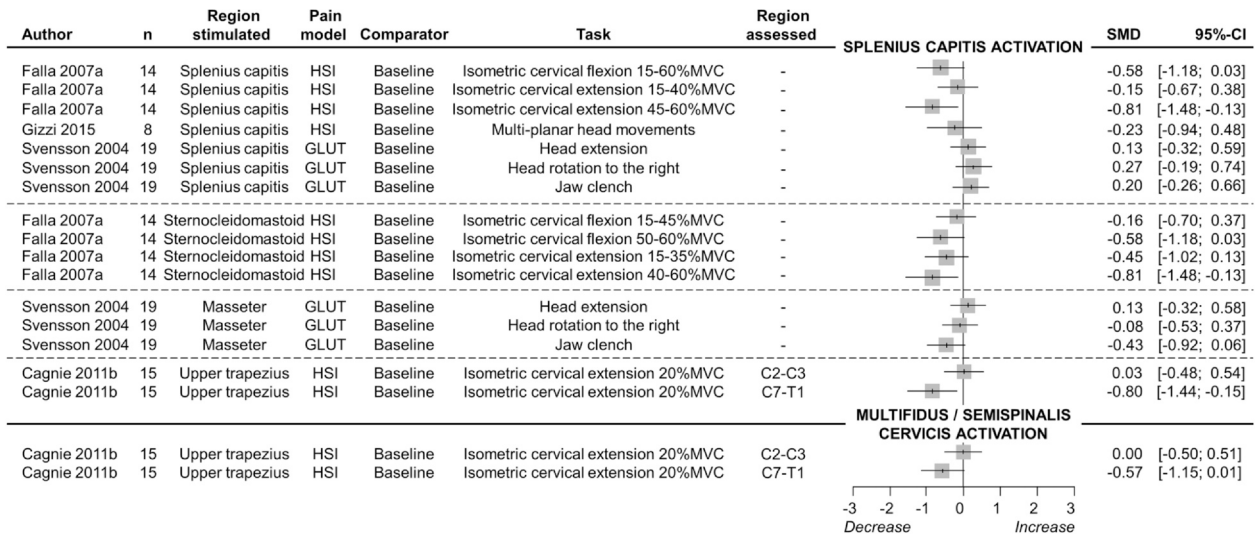 Author n Region stimulated Pain model Comparator Task Region assessed SMD 95%-CI
SPLENIUS CAPITIS ACTIVATION
Falla 2007a 14 Splenius capitis HSI Baseline Isometric cervical flexion 15-60%MVC - -0.58 [-1.18; 0.03]
Falla 2007a 14 Splenius capitis HSI Baseline Isometric cervical extension 15-40%MVC - -0.15 [-0.67; 0.38]
Falla 2007a 14 Splenius capitis HSI Baseline Isometric cervical extension 45-60%MVC - -0.81 [-1.48; -0.13]
Gizzi 2015 8 Splenius capitis HSI Baseline Multi-planar head movements - -0.23 [-0.94; 0.48]
Svensson 2004 19 Splenius capitis GLUT Baseline Head extension - 0.13 [-0.32; 0.59]
Svensson 2004 19 Splenius capitis GLUT Baseline Head rotation to the right - 0.27 [-0.19; 0.74]
Svensson 2004 19 Splenius capitis GLUT Baseline Jaw clench - 0.20 [-0.26; 0.66]
Falla 2007a 14 Sternocleidomastoid HSI Baseline Isometric cervical flexion 15-45%MVC - -0.16 [-0.70; 0.37]
Falla 2007a 14 Sternocleidomastoid HSI Baseline Isometric cervical flexion 50-60%MVC - -0.58 [-1.18; 0.03]
Falla 2007a 14 Sternocleidomastoid HSI Baseline Isometric cervical extension 15-35%MVC - -0.45 [-1.02; 0.13]
Falla 2007a 14 Sternocleidomastoid HSI Baseline Isometric cervical extension 40-60%MVC - -0.81 [-1.48; -0.13]
Svensson 2004 19 Masseter GLUT Baseline Head extension - 0.13 [-0.32; 0.58]
Svensson 2004 19 Masseter GLUT Baseline Head rotation to the right - -0.08 [-0.53; 0.37]
Svensson 2004 19 Masseter GLUT Baseline Jaw clench - -0.43 [-0.92; 0.06]
Cagnie 2011b 15 Upper trapezius HSI Baseline Isometric cervical extension 20%MVC C2-C3 0.03 [-0.48; 0.54]
Cagnie 2011b 15 Upper trapezius HSI Baseline Isometric cervical extension 20%MVC C7-T1 -0.80 [-1.44; -0.15]
MULTIFIDUS / SEMISPINALIS
CERVICIS ACTIVATION
Cagnie 2011b 15 Upper trapezius HSI Baseline Isometric cervical extension 20%MVC C2-C3 0.00 [-0.50; 0.51]
Cagnie 2011b 15 Upper trapezius HSI Baseline Isometric cervical extension 20%MVC C7-T1 -0.57 [-1.15; 0.01]
-3 -2 -1 0 1 2 3
Decrease Increase